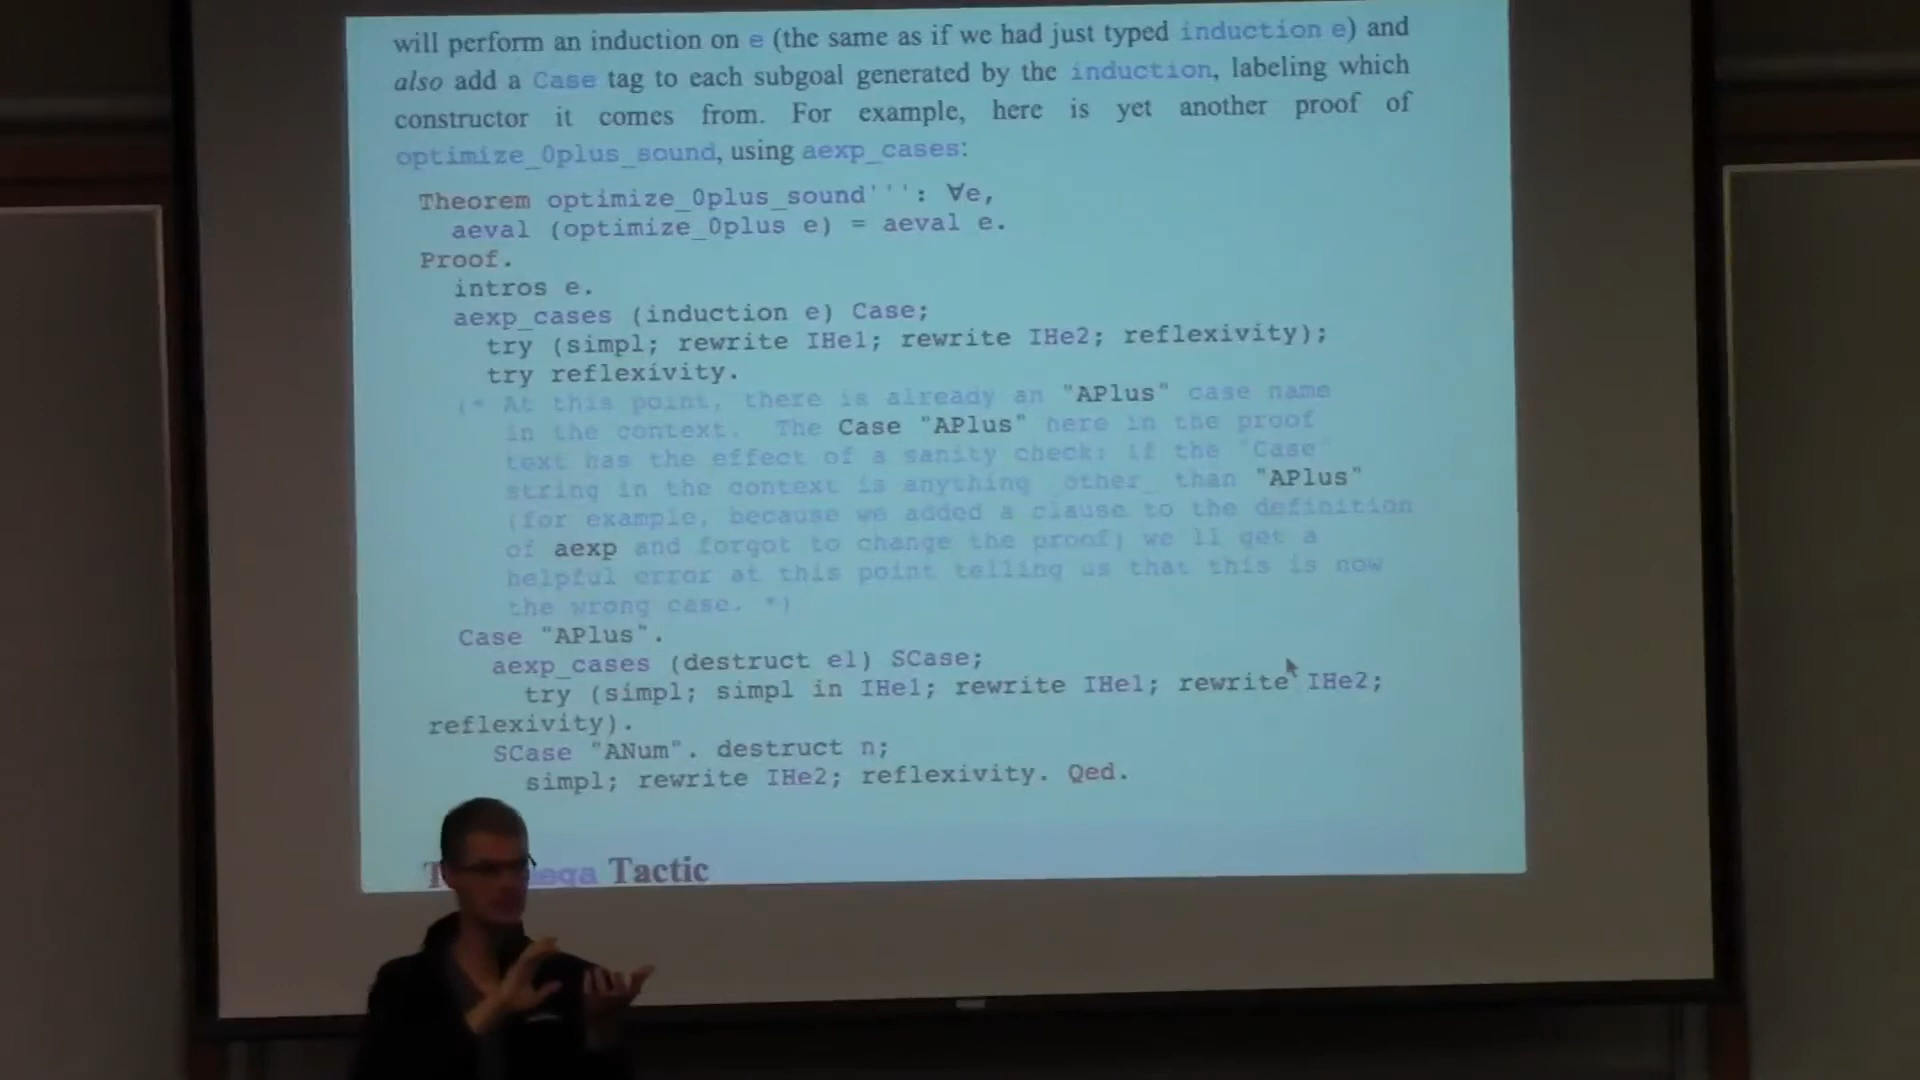 will perform an induction on e (the same as if we had just typed induction e) and
also add a Case tag to each subgoal generated by the induction, labeling which
constructor it comes from. For example, here is yet another proof of
optimize_0plus_sound, using aexp_cases:
Theorem optimize_0plus_sound''': ∀e,
aeval (optimize_0plus e) = aeval e.
Proof.
intros e.
aexp_cases (induction e) Case;
try (simpl; rewrite IHe1; rewrite IHe2; reflexivity);
try reflexivity.
(* At this point, there is already an "APlus" case name
in the context. The Case "APlus" here in the proof
text has the effect of a sanity check: if the "Case"
string in the context is anything _other_ than "APlus"
(for example, because we added a clause to the definition
of aexp and forgot to change the proof) we'll get a
helpful error at this point telling us that this is now
the wrong case. *)
Case "APlus".
aexp_cases (destruct e1) SCase;
try (simpl; simpl in IHe1; rewrite IHe1; rewrite IHe2;
reflexivity).
SCase "ANum". destruct n;
simpl; rewrite IHe2; reflexivity. Qed.
Tactic